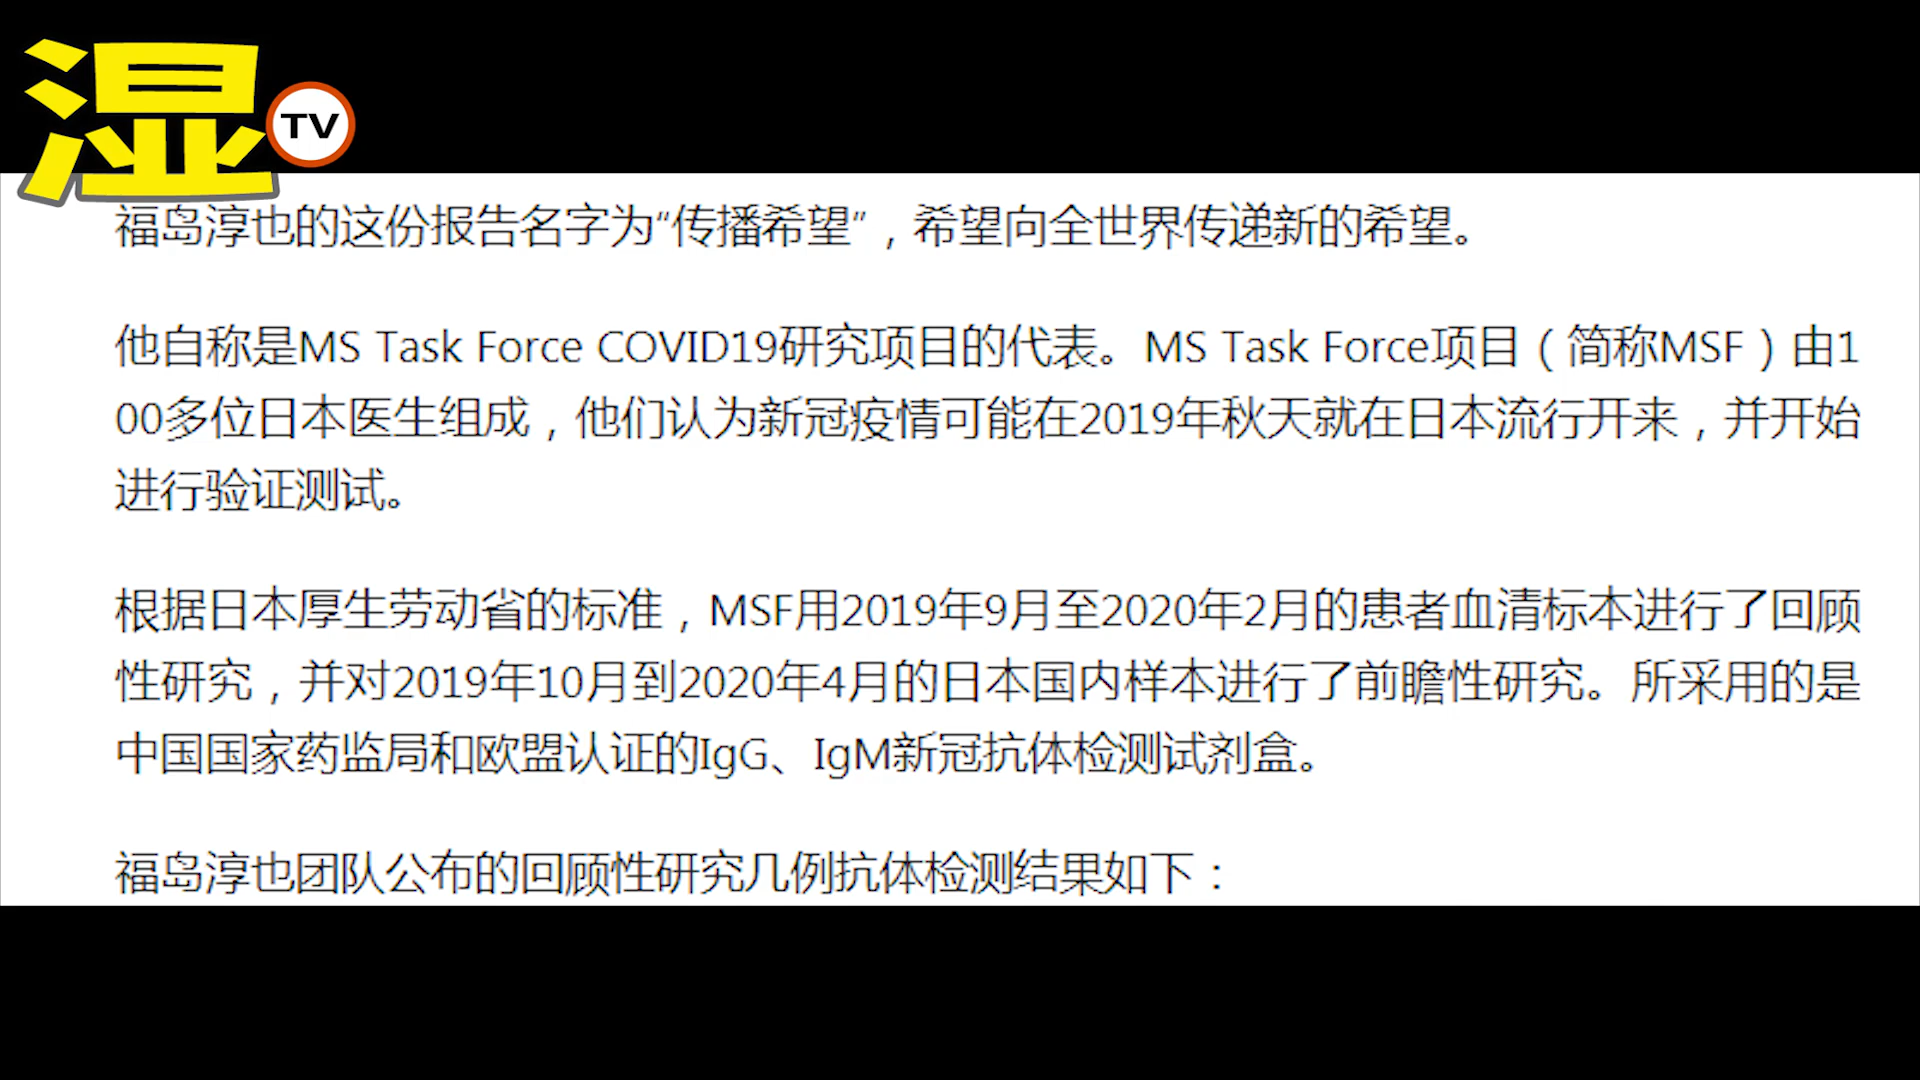 湿
TV
福岛淳也的这份报告名字为“传播希望”，希望向全世界传递新的希望。
他自称是MS Task Force COVID19研究项目的代表。MS Task Force项目（简称MSF）由1
00多位日本医生组成，他们认为新冠疫情可能在2019年秋天就在日本流行开来，并开始
进行验证测试。
根据日本厚生劳动省的标准，MSF用2019年9月至2020年2月的患者血清标本进行了回顾
性研究，并对2019年10月到2020年4月的日本国内样本进行了前瞻性研究。所采用的是
中国国家药监局和欧盟认证的IgG、IgM新冠抗体检测试剂盒。
福岛淳也团队公布的回顾性研究几例抗体检测结果如下：